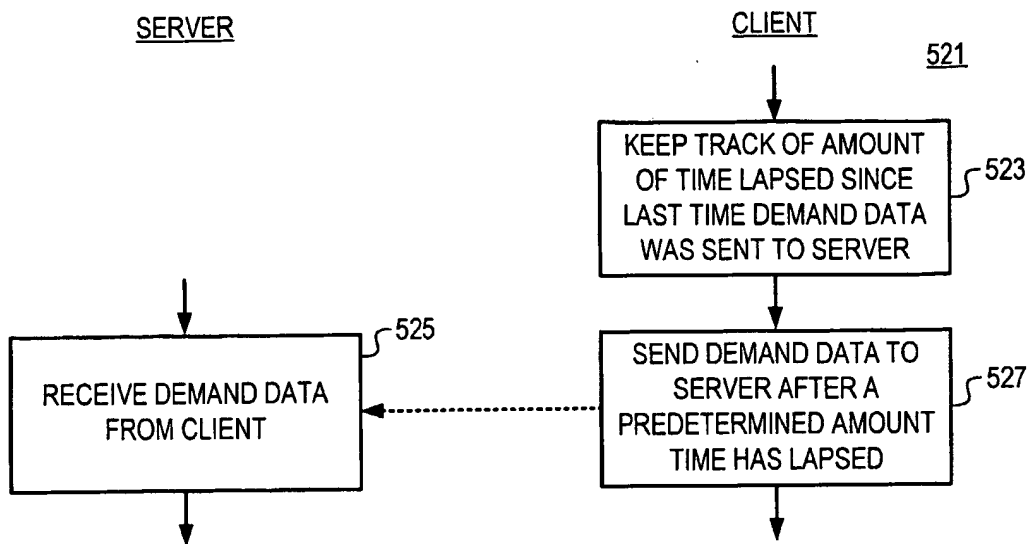 SERVER
CLIENT
521
KEEP TRACK OF AMOUNT
OF TIME LAPSED SINCE
LAST TIME DEMAND DATA
WAS SENT TO SERVER
523
525
RECEIVE DEMAND DATA
FROM CLIENT
SEND DEMAND DATA TO
SERVER AFTER A
PREDETERMINED AMOUNT
TIME HAS LAPSED
527